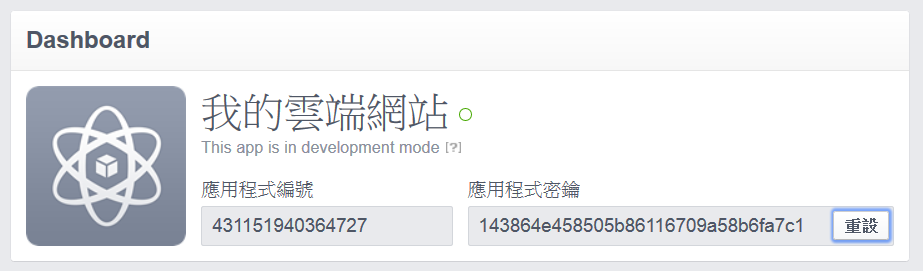 Dashboard
我的雲端網站
This app is in development mode [?]
應用程式編號
應用程式密鑰
431151940364727
143864e458505b86116709a58b6fa7c1
重設